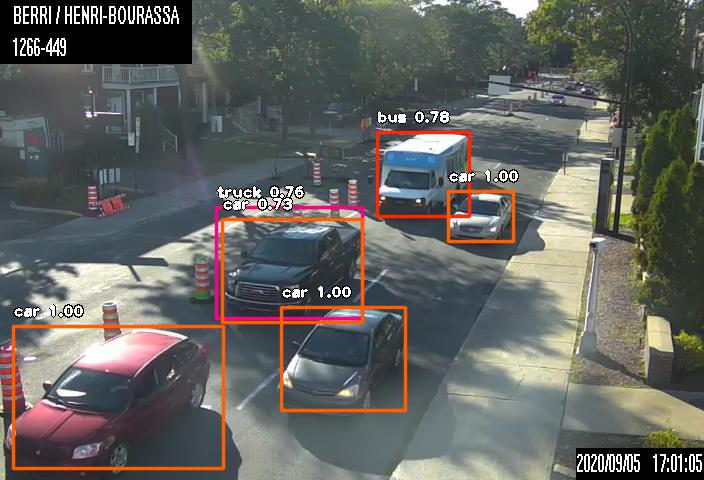 BERRI / HENRI-BOURASSA
1266-449
bus 0.78
car 1.00
truck 0.76
car 0.73
car 1.00
car 1.00
2020/09/05 17:01:05